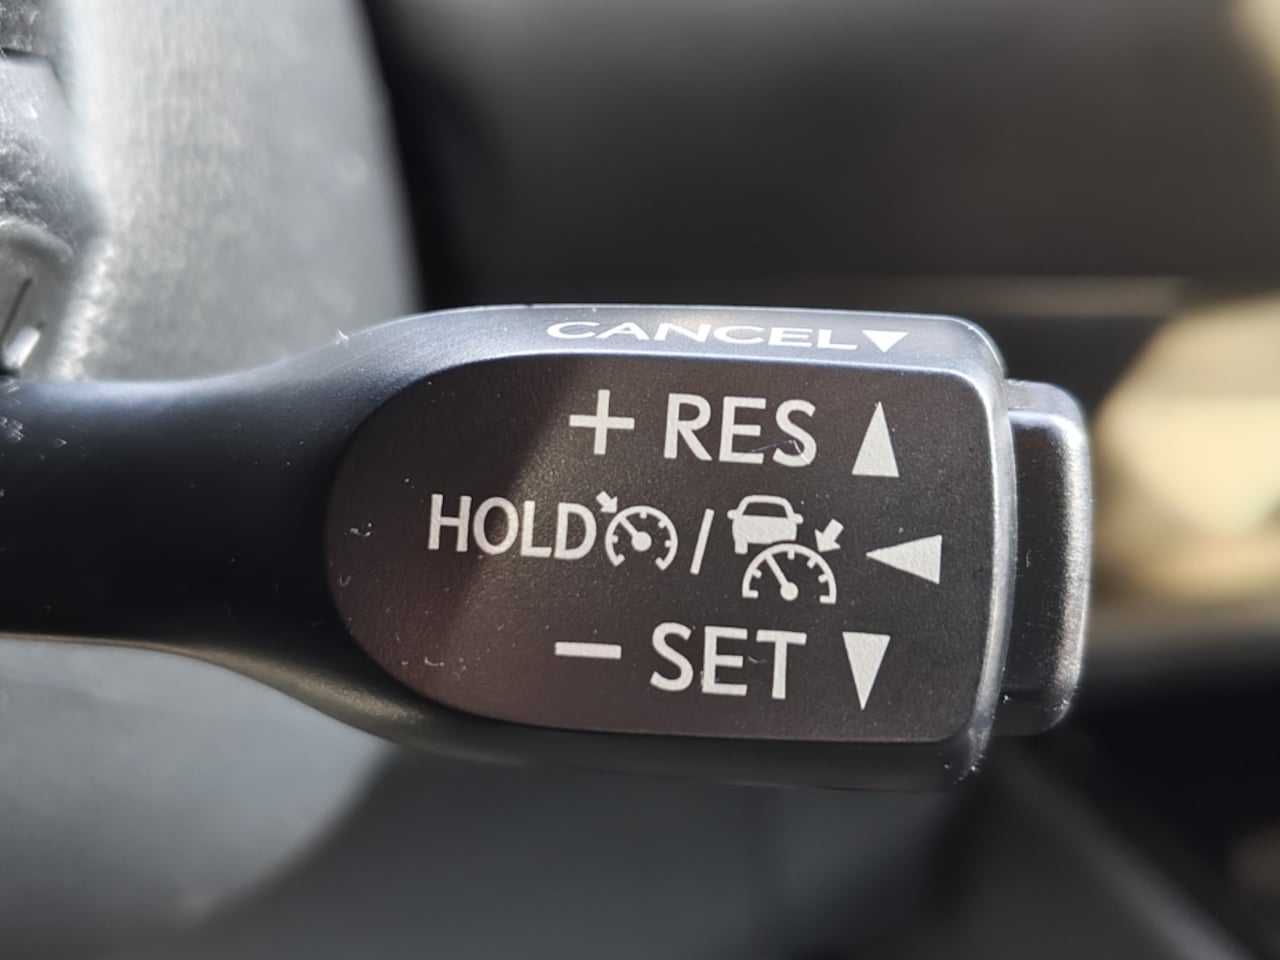 CANCEL▼
+ RES ▲
HOLD / ◀
− SET ▼